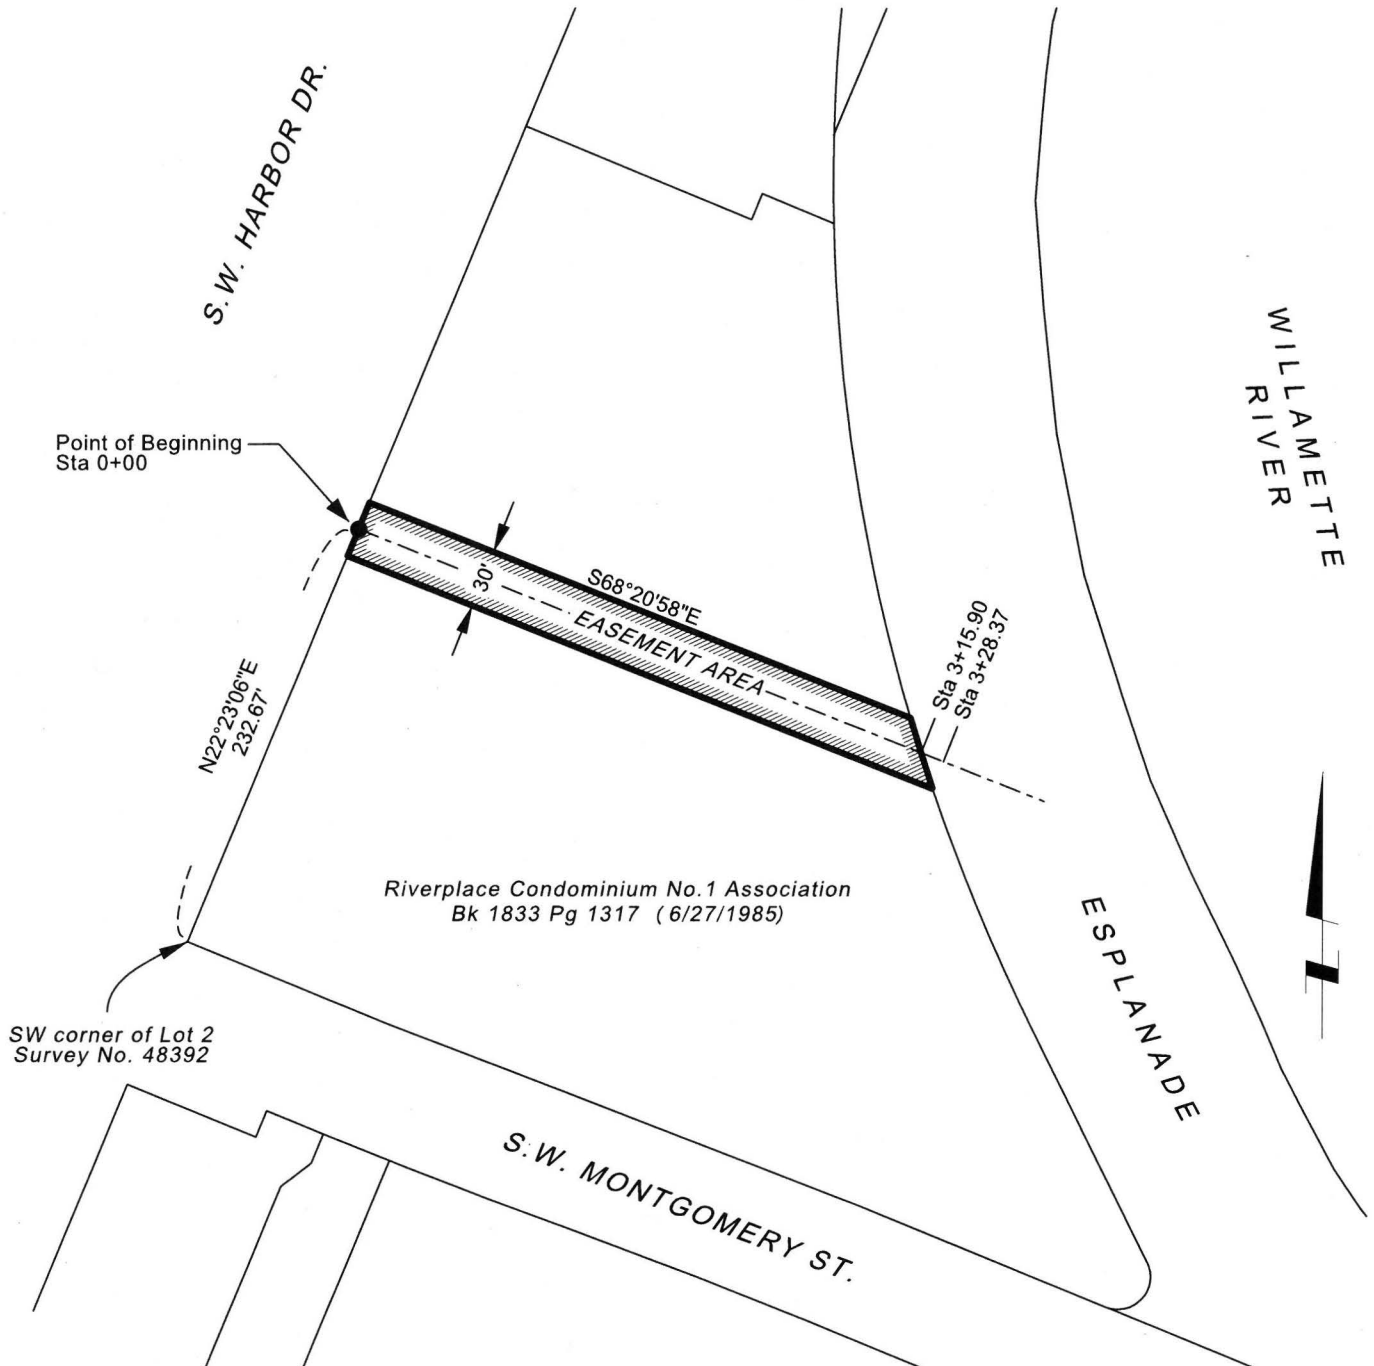 S.W. HARBOR DR.
WILLAMETTE
RIVER
Point of Beginning
Sta 0+00
30'
S68°20'58"E
EASEMENT AREA
Sta 3+15.90
Sta 3+28.37
N22°23'06"E
232.67'
Riverplace Condominium No.1 Association
Bk 1833 Pg 1317 ( 6/27/1985)
ESPLANADE
SW corner of Lot 2
Survey No. 48392
S.W. MONTGOMERY ST.